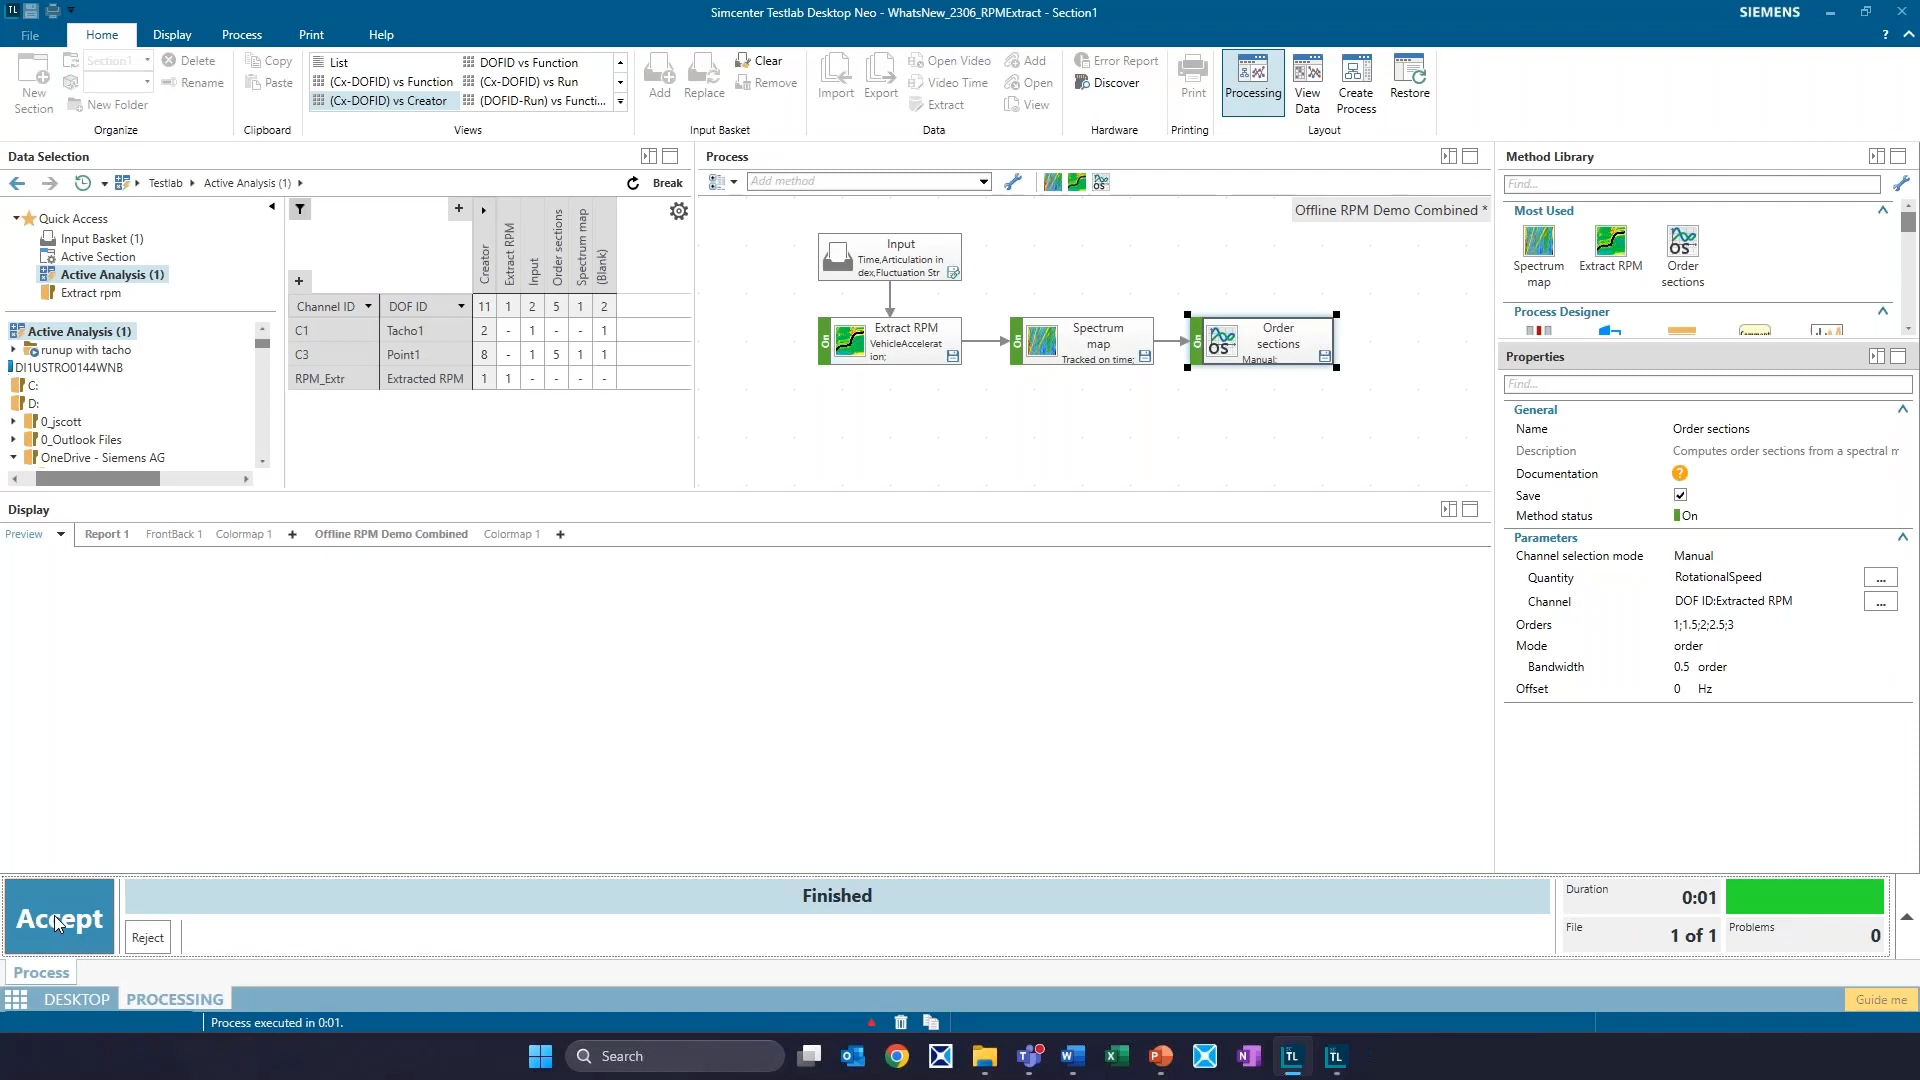 TL
Simcenter Testlab Desktop Neo - WhatsNew_2306_RPMExtract - Section1
SIEMENS
File
Home
Display
Process
Print
Help
?
New Section
Section1
New Folder
Delete
Rename
Organize
Copy
Paste
Clipboard
List
(Cx-DOFID) vs Function
(Cx-DOFID) vs Creator
DOFID vs Function
(Cx-DOFID) vs Run
(DOFID-Run) vs Functi...
Views
Add
Replace
Clear
Remove
Input Basket
Import
Export
Open Video
Video Time
Extract
Add
Open
View
Data
Error Report
Discover
Hardware
Print
Printing
Processing
View Data
Create Process
Restore
Layout
Data Selection
Testlab
Active Analysis (1)
Break
Quick Access
Input Basket (1)
Active Section
Active Analysis (1)
Extract rpm
Active Analysis (1)
runup with tacho
DI1USTRO0144WNB
C:
D:
0_jscott
0_Outlook Files
OneDrive - Siemens AG
Creator
Extract RPM
Input
Order sections
Spectrum map
(Blank)
Channel ID DOF ID 11 1 2 5 1 2
C1 Tacho1 2 - 1 - - 1
C3 Point1 8 - 1 5 1 1
RPM_Extr Extracted RPM 1 1 - - - -
Process
Add method
OS
Offline RPM Demo Combined *
Input
Time,Articulation in
dex,Fluctuation Str
On
Extract RPM
VehicleAccelerat
ion;
On
Spectrum
map
Tracked on time;
On
OS
Order
sections
Manual;
Method Library
Find...
Most Used
Spectrum map
Extract RPM
OS
Order sections
Process Designer
Properties
Find...
General
Name Order sections
Description Computes order sections from a spectral m
Documentation ?
Save
Method status On
Parameters
Channel selection mode Manual
Quantity RotationalSpeed ...
Channel DOF ID:Extracted RPM ...
Orders 1;1.5;2;2.5;3
Mode order
Bandwidth 0.5 order
Offset 0 Hz
Display
Preview
Report 1
FrontBack 1
Colormap 1
Offline RPM Demo Combined
Colormap 1
Accept
Finished
Reject
Duration 0:01
File 1 of 1
Problems 0
Process
DESKTOP
PROCESSING
Guide me
Process executed in 0:01.
Search
TL
TL